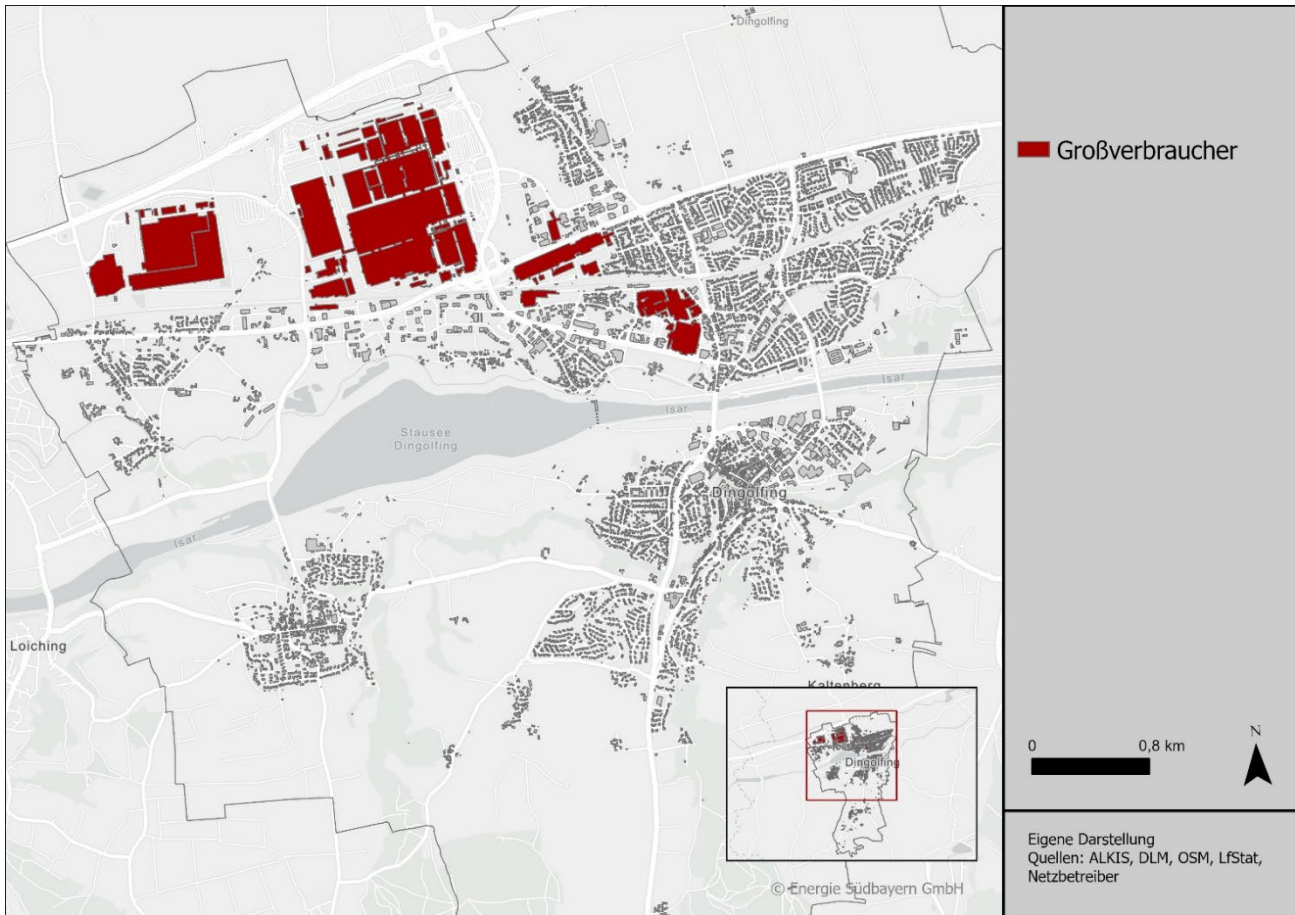 Dingolfing
Großverbraucher
Isar
Isar
Stausee
Dingolfing
Dingolfing
Isar
Loiching
Kaltenberg
Dingolfing
© Energie Südbayern GmbH
0 0,8 km
N
Eigene Darstellung
Quellen: ALKIS, DLM, OSM, LfStat,
Netzbetreiber